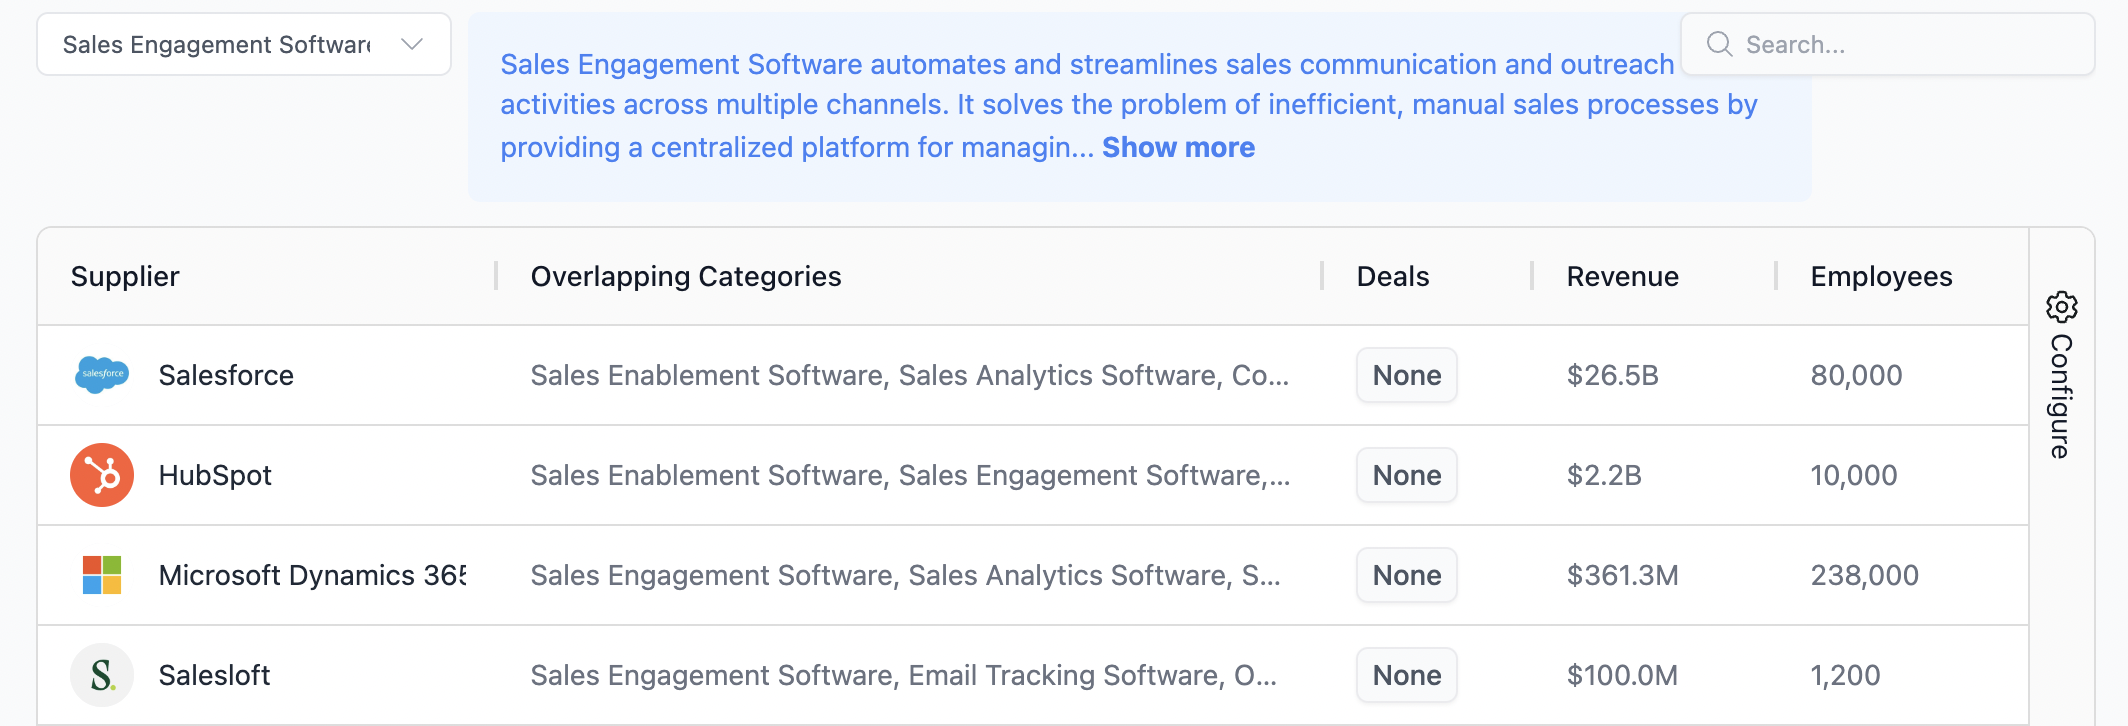 Sales Engagement Software
Search...
Sales Engagement Software automates and streamlines sales communication and outreach
activities across multiple channels. It solves the problem of inefficient, manual sales processes by
providing a centralized platform for managin... Show more
Supplier Overlapping Categories Deals Revenue Employees
Configure
salesforce Salesforce Sales Enablement Software, Sales Analytics Software, Co... None $26.5B 80,000
HubSpot Sales Enablement Software, Sales Engagement Software,... None $2.2B 10,000
Microsoft Dynamics 365 Sales Engagement Software, Sales Analytics Software, S... None $361.3M 238,000
S. Salesloft Sales Engagement Software, Email Tracking Software, O... None $100.0M 1,200